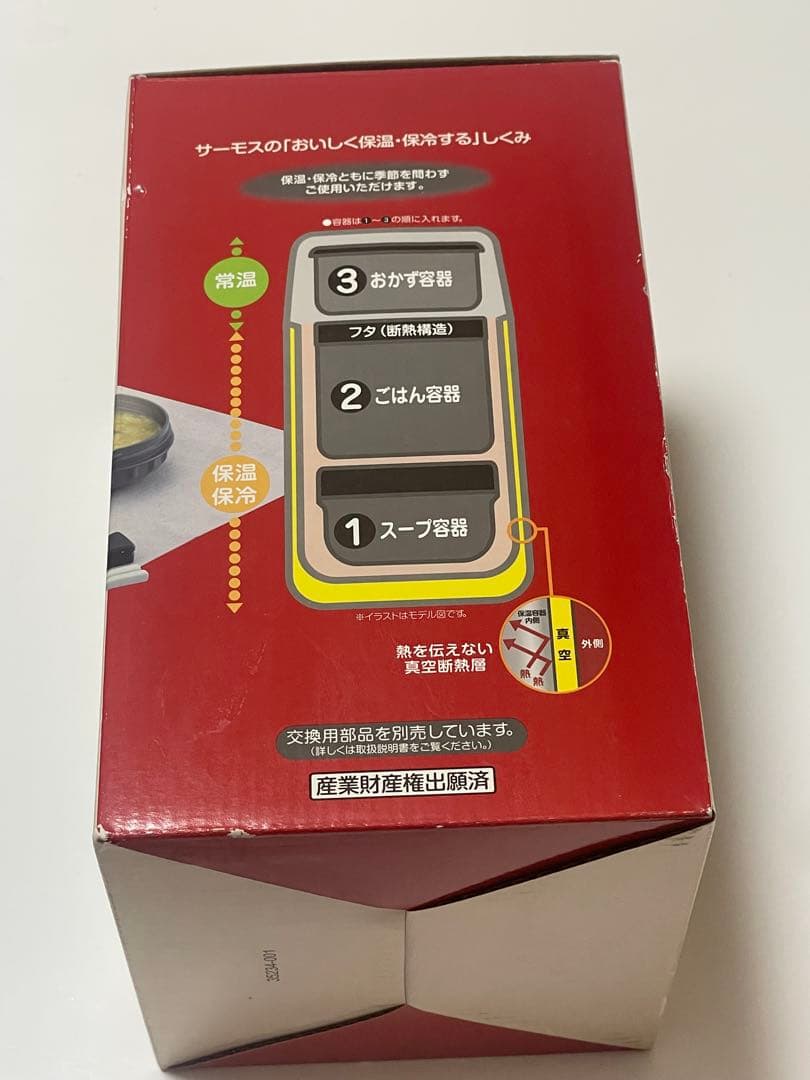 サーモスの「おいしく保温・保冷する」しくみ
保温・保冷ともに季節を問わず
ご使用いただけます。
●容器は1～3の順に入れます。
常温
3 おかず容器
フタ（断熱構造）
2 ごはん容器
保温
保冷
1 スープ容器
※イラストはモデル図です。
熱を伝えない
真空断熱層
保温容器
内側
真空
外側
熱 熱
交換用部品を別売しています。
（詳しくは取扱説明書をご覧ください。）
産業財産権出願済
35234-001